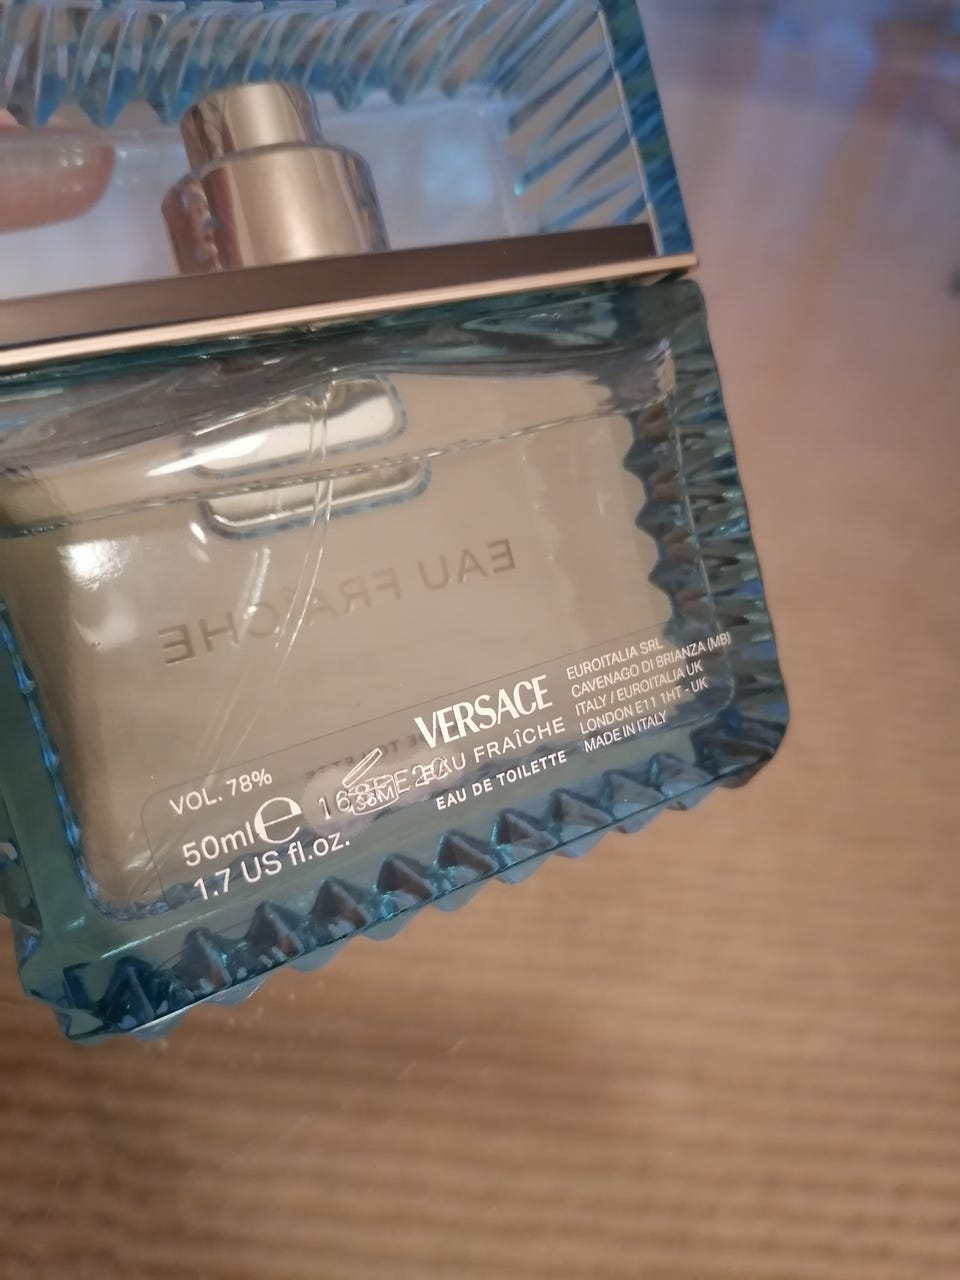 EAU FRAÎCHE
VERSACE
EAU FRAÎCHE
EAU DE TOILETTE
EUROITALIA SRL
CAVENAGO DI BRIANZA (MB)
ITALY / EUROITALIA UK
LONDON E11 1HT - UK
MADE IN ITALY
VOL. 78%
50ml e
1.7 US fl.oz.
36M